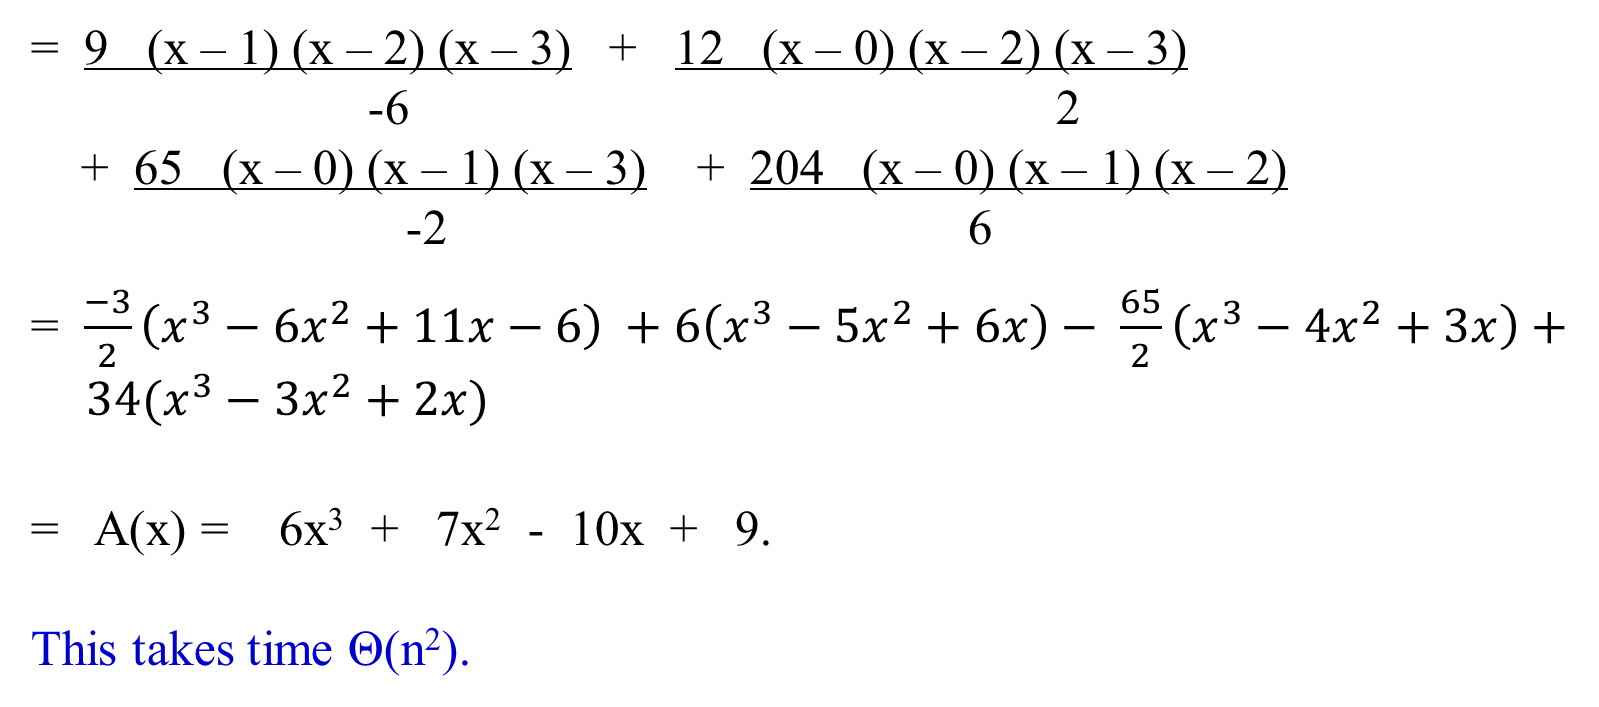 = 9 (x – 1) (x – 2) (x – 3) + 12 (x – 0) (x – 2) (x – 3)
-6 2
+ 65 (x – 0) (x – 1) (x – 3) + 204 (x – 0) (x – 1) (x – 2)
-2 6
= −3/2 (x³ − 6x² + 11x − 6) + 6(x³ − 5x² + 6x) − 65/2 (x³ − 4x² + 3x) +
34(x³ − 3x² + 2x)
= A(x) = 6x³ + 7x² - 10x + 9.
This takes time Θ(n²).